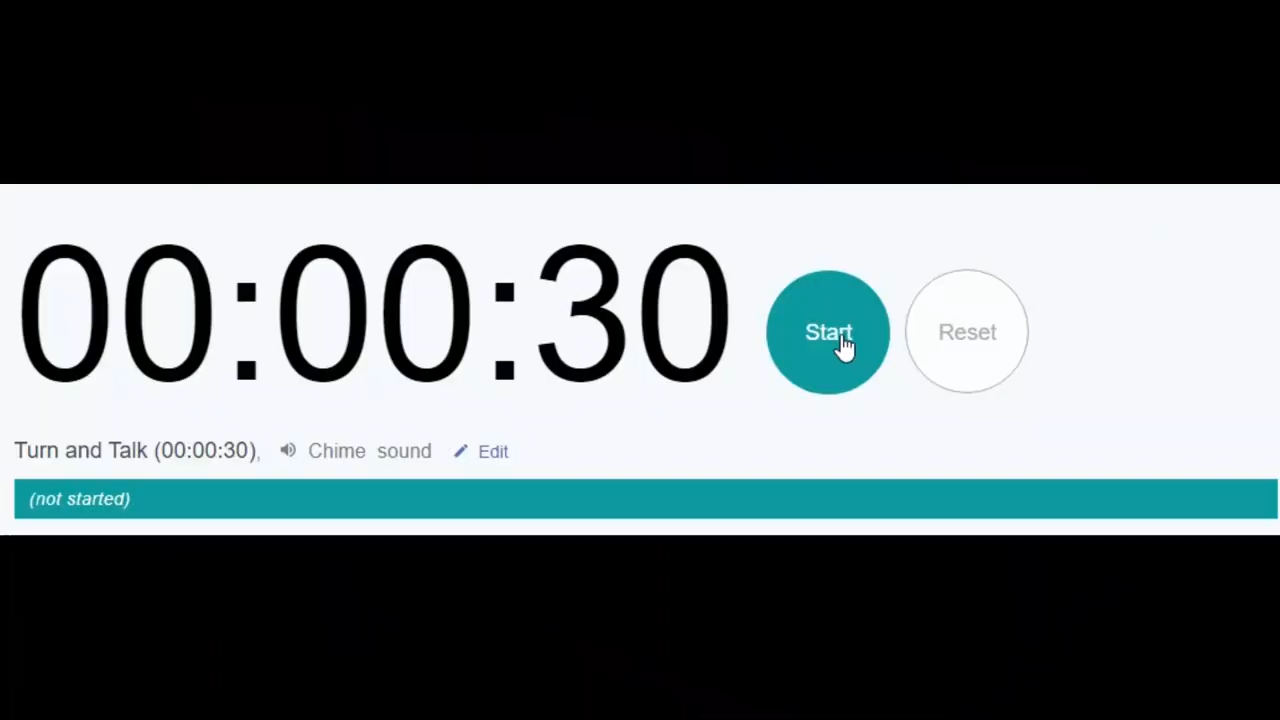 00:00:30
Start
Reset
Turn and Talk (00:00:30), Chime sound Edit
(not started)